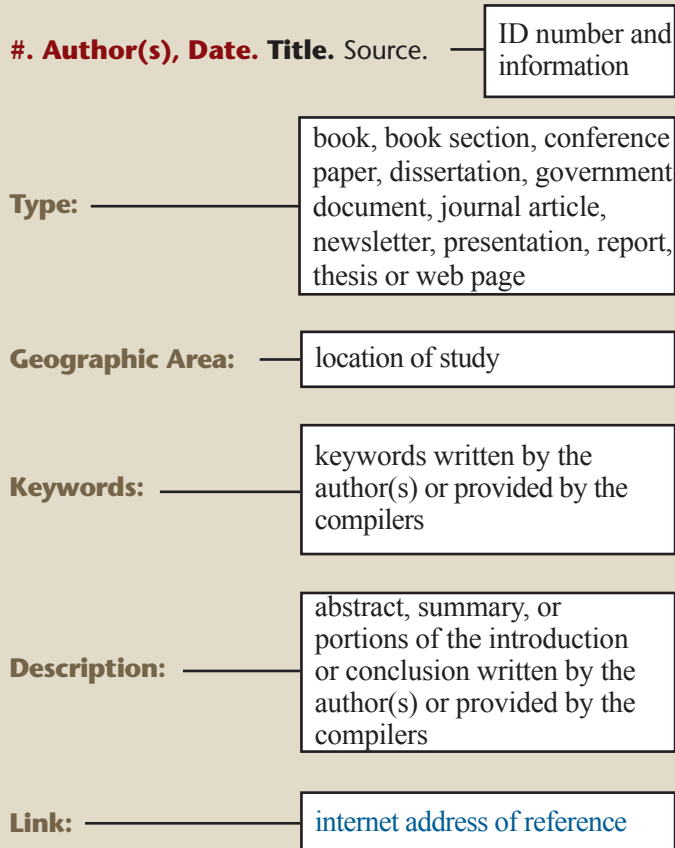 #. Author(s), Date. Title. Source.
ID number and
information
Type:
book, book section, conference
paper, dissertation, government
document, journal article,
newsletter, presentation, report,
thesis or web page
Geographic Area:
location of study
Keywords:
keywords written by the
author(s) or provided by the
compilers
Description:
abstract, summary, or
portions of the introduction
or conclusion written by the
author(s) or provided by the
compilers
Link:
internet address of reference